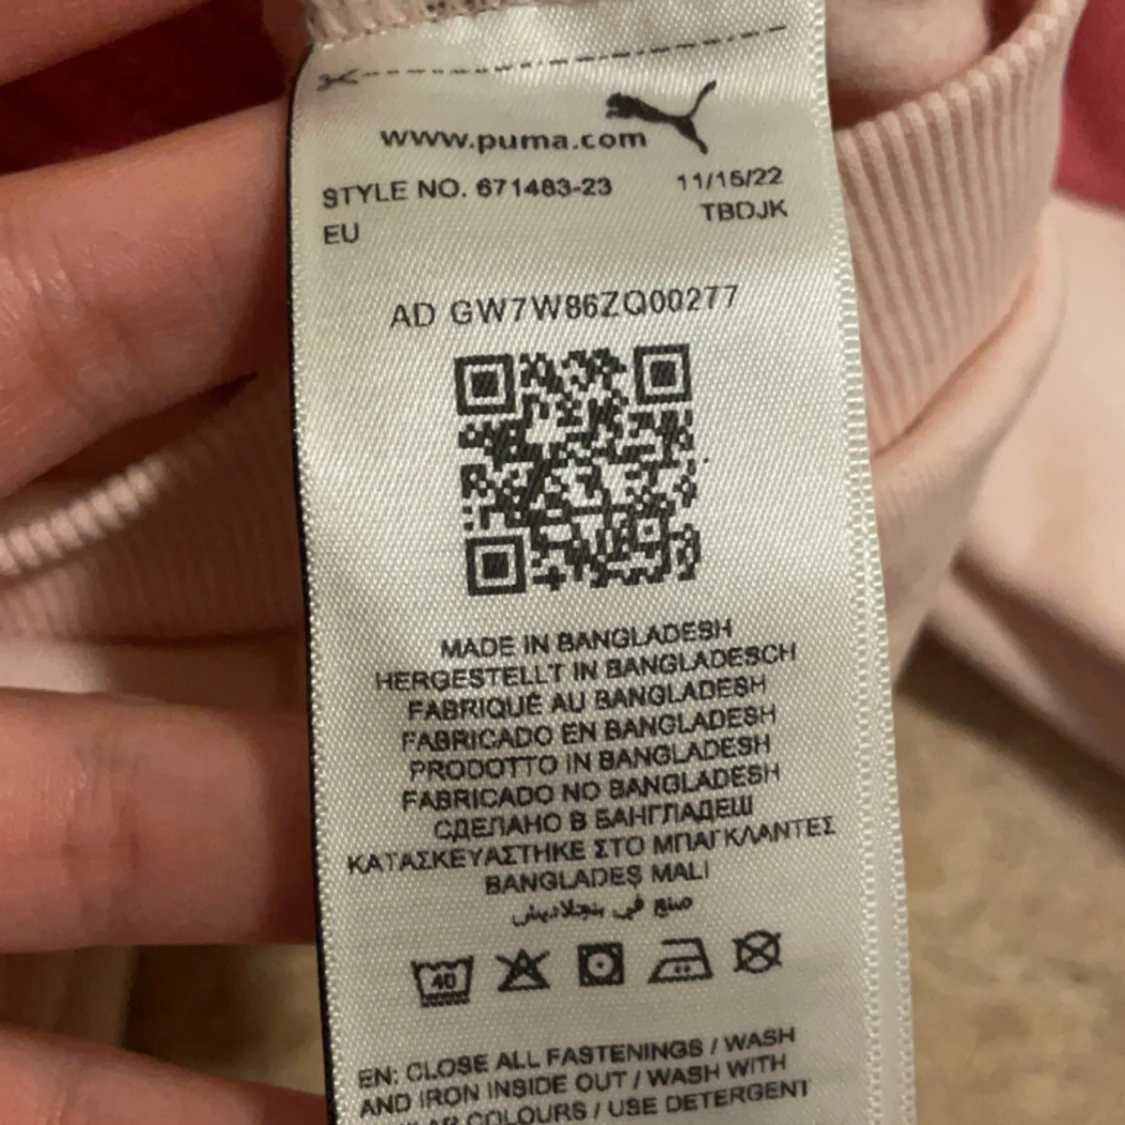 www.puma.com
STYLE NO. 671483-23 11/15/22
EU TBDJK
AD GW7W86ZQ00277
MADE IN BANGLADESH
HERGESTELLT IN BANGLADESCH
FABRIQUÉ AU BANGLADESH
FABRICADO EN BANGLADESH
PRODOTTO IN BANGLADESH
FABRICADO NO BANGLADESH
СДЕЛАНО В БАНГЛАДЕШ
ΚΑΤΑΣΚΕΥΑΣΤΗΚΕ ΣΤΟ ΜΠΑΓΚΛΑΝΤΕΣ
BANGLADEŞ MALI
صنع في بنجلاديش
40
EN: CLOSE ALL FASTENINGS / WASH
AND IRON INSIDE OUT / WASH WITH
COLOURS / USE DETERGENT